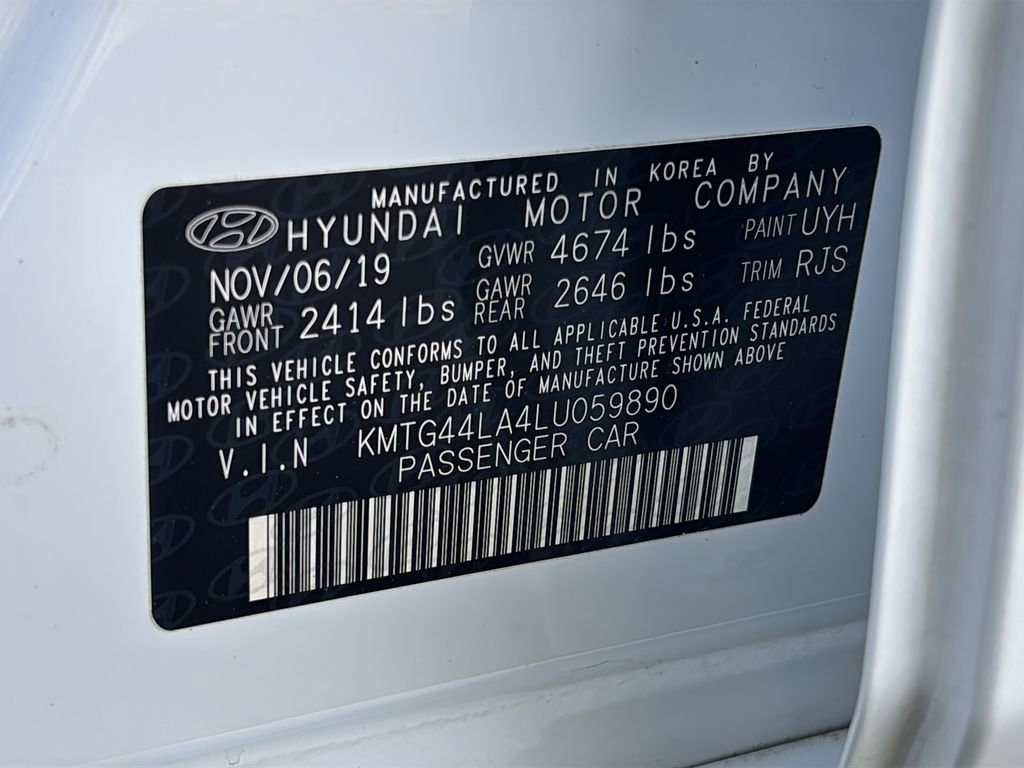 MANUFACTURED IN KOREA BY
HYUNDAI MOTOR COMPANY
NOV/06/19 GVWR 4674 lbs PAINT UYH
GAWR FRONT 2414 lbs GAWR REAR 2646 lbs TRIM RJS
THIS VEHICLE CONFORMS TO ALL APPLICABLE U.S.A. FEDERAL
MOTOR VEHICLE SAFETY, BUMPER, AND THEFT PREVENTION STANDARDS
IN EFFECT ON THE DATE OF MANUFACTURE SHOWN ABOVE
V.I.N KMTG44LA4LU059890
PASSENGER CAR